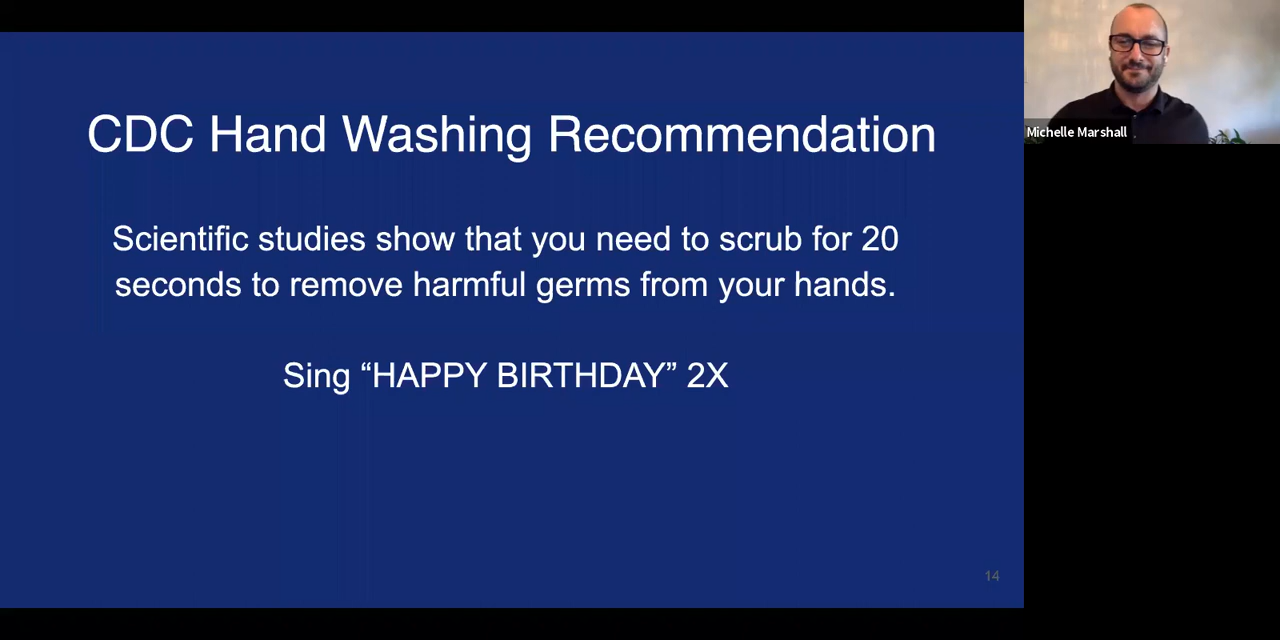 CDC Hand Washing Recommendation
Scientific studies show that you need to scrub for 20
seconds to remove harmful germs from your hands.
Sing “HAPPY BIRTHDAY” 2X
14
Michelle Marshall